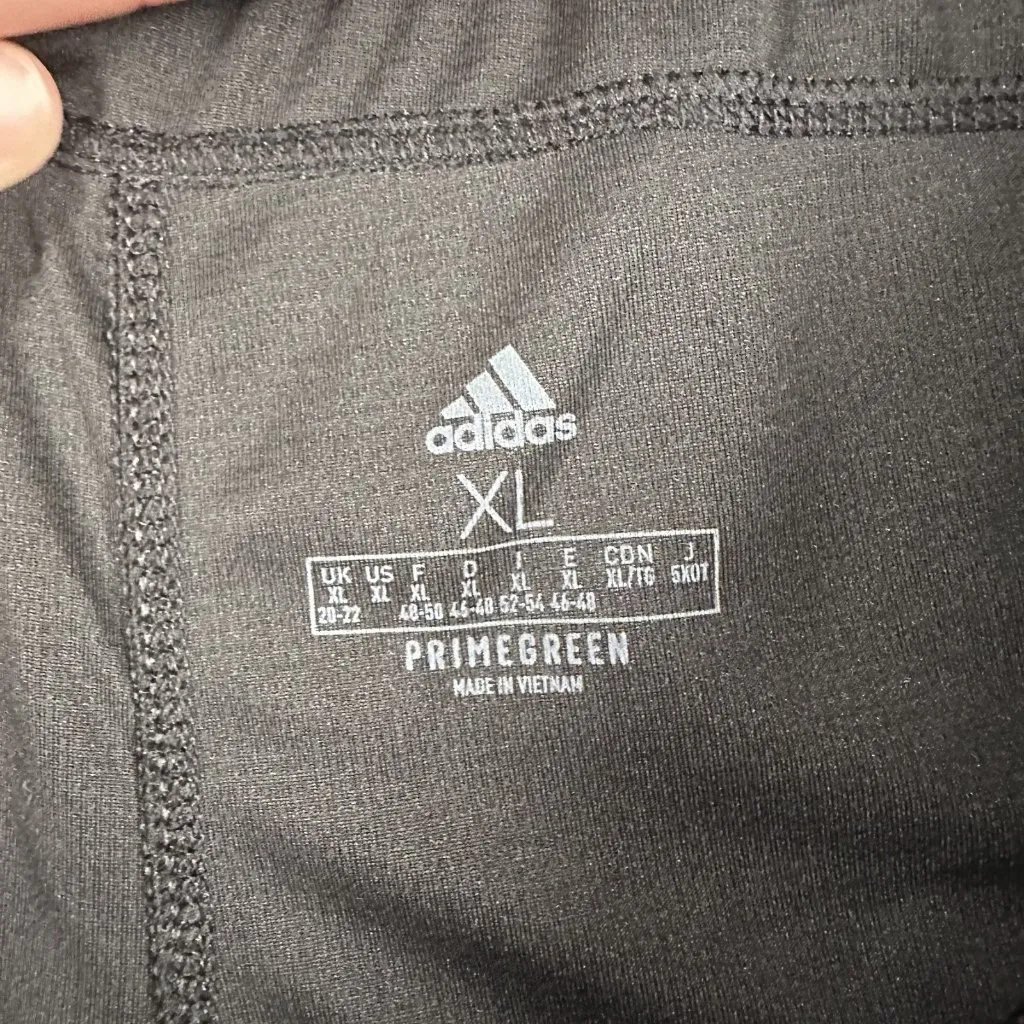 adidas
XL
UK US F D I E CDN J
XL XL XL XL XL XL XL/TG 5XOT
20-22 48-50 46-48 52-54 46-48
PRIMEGREEN
MADE IN VIETNAM